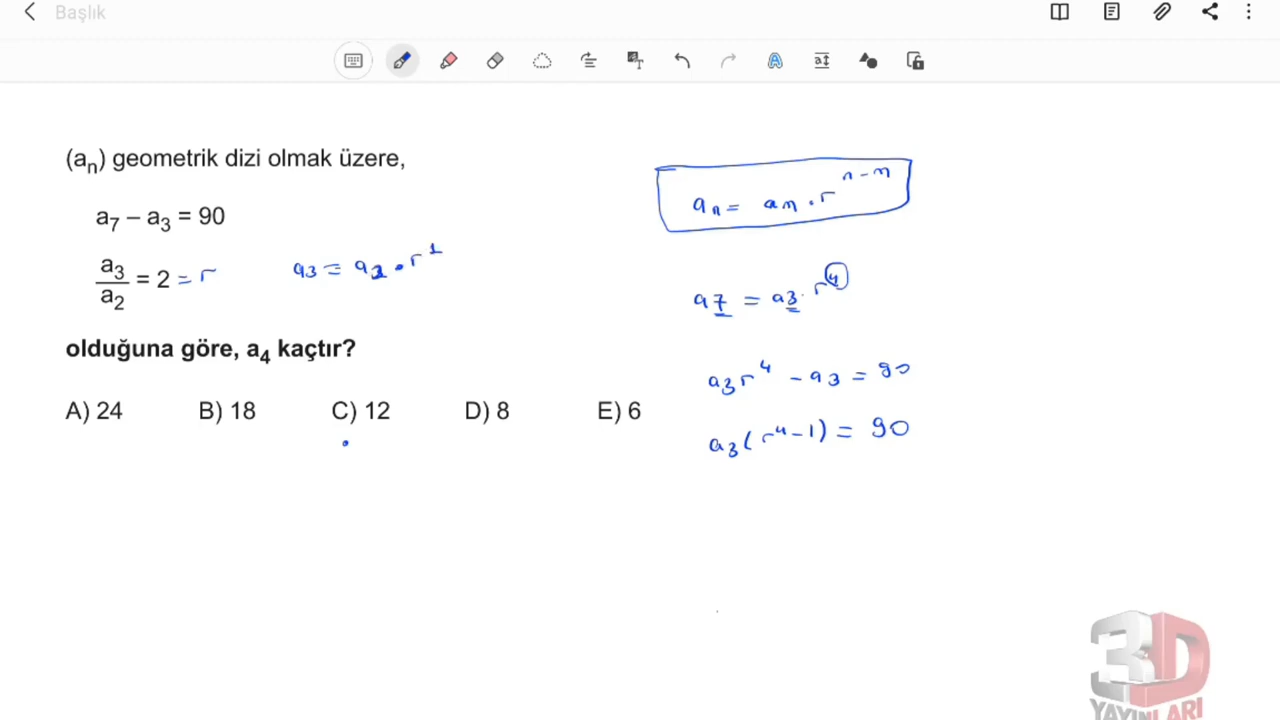 Başlık
(aₙ) geometrik dizi olmak üzere,
a₇ – a₃ = 90
a₃/a₂ = 2 = r
a₃ = a₂ . r¹
olduğuna göre, a₄ kaçtır?
A) 24 B) 18 C) 12 D) 8 E) 6
aₙ = aₘ . rⁿ⁻ᵐ
a₇ = a₃ . r⁴
a₃r⁴ - a₃ = 90
a₃(r⁴-1) = 90
3D
YAYINLARI